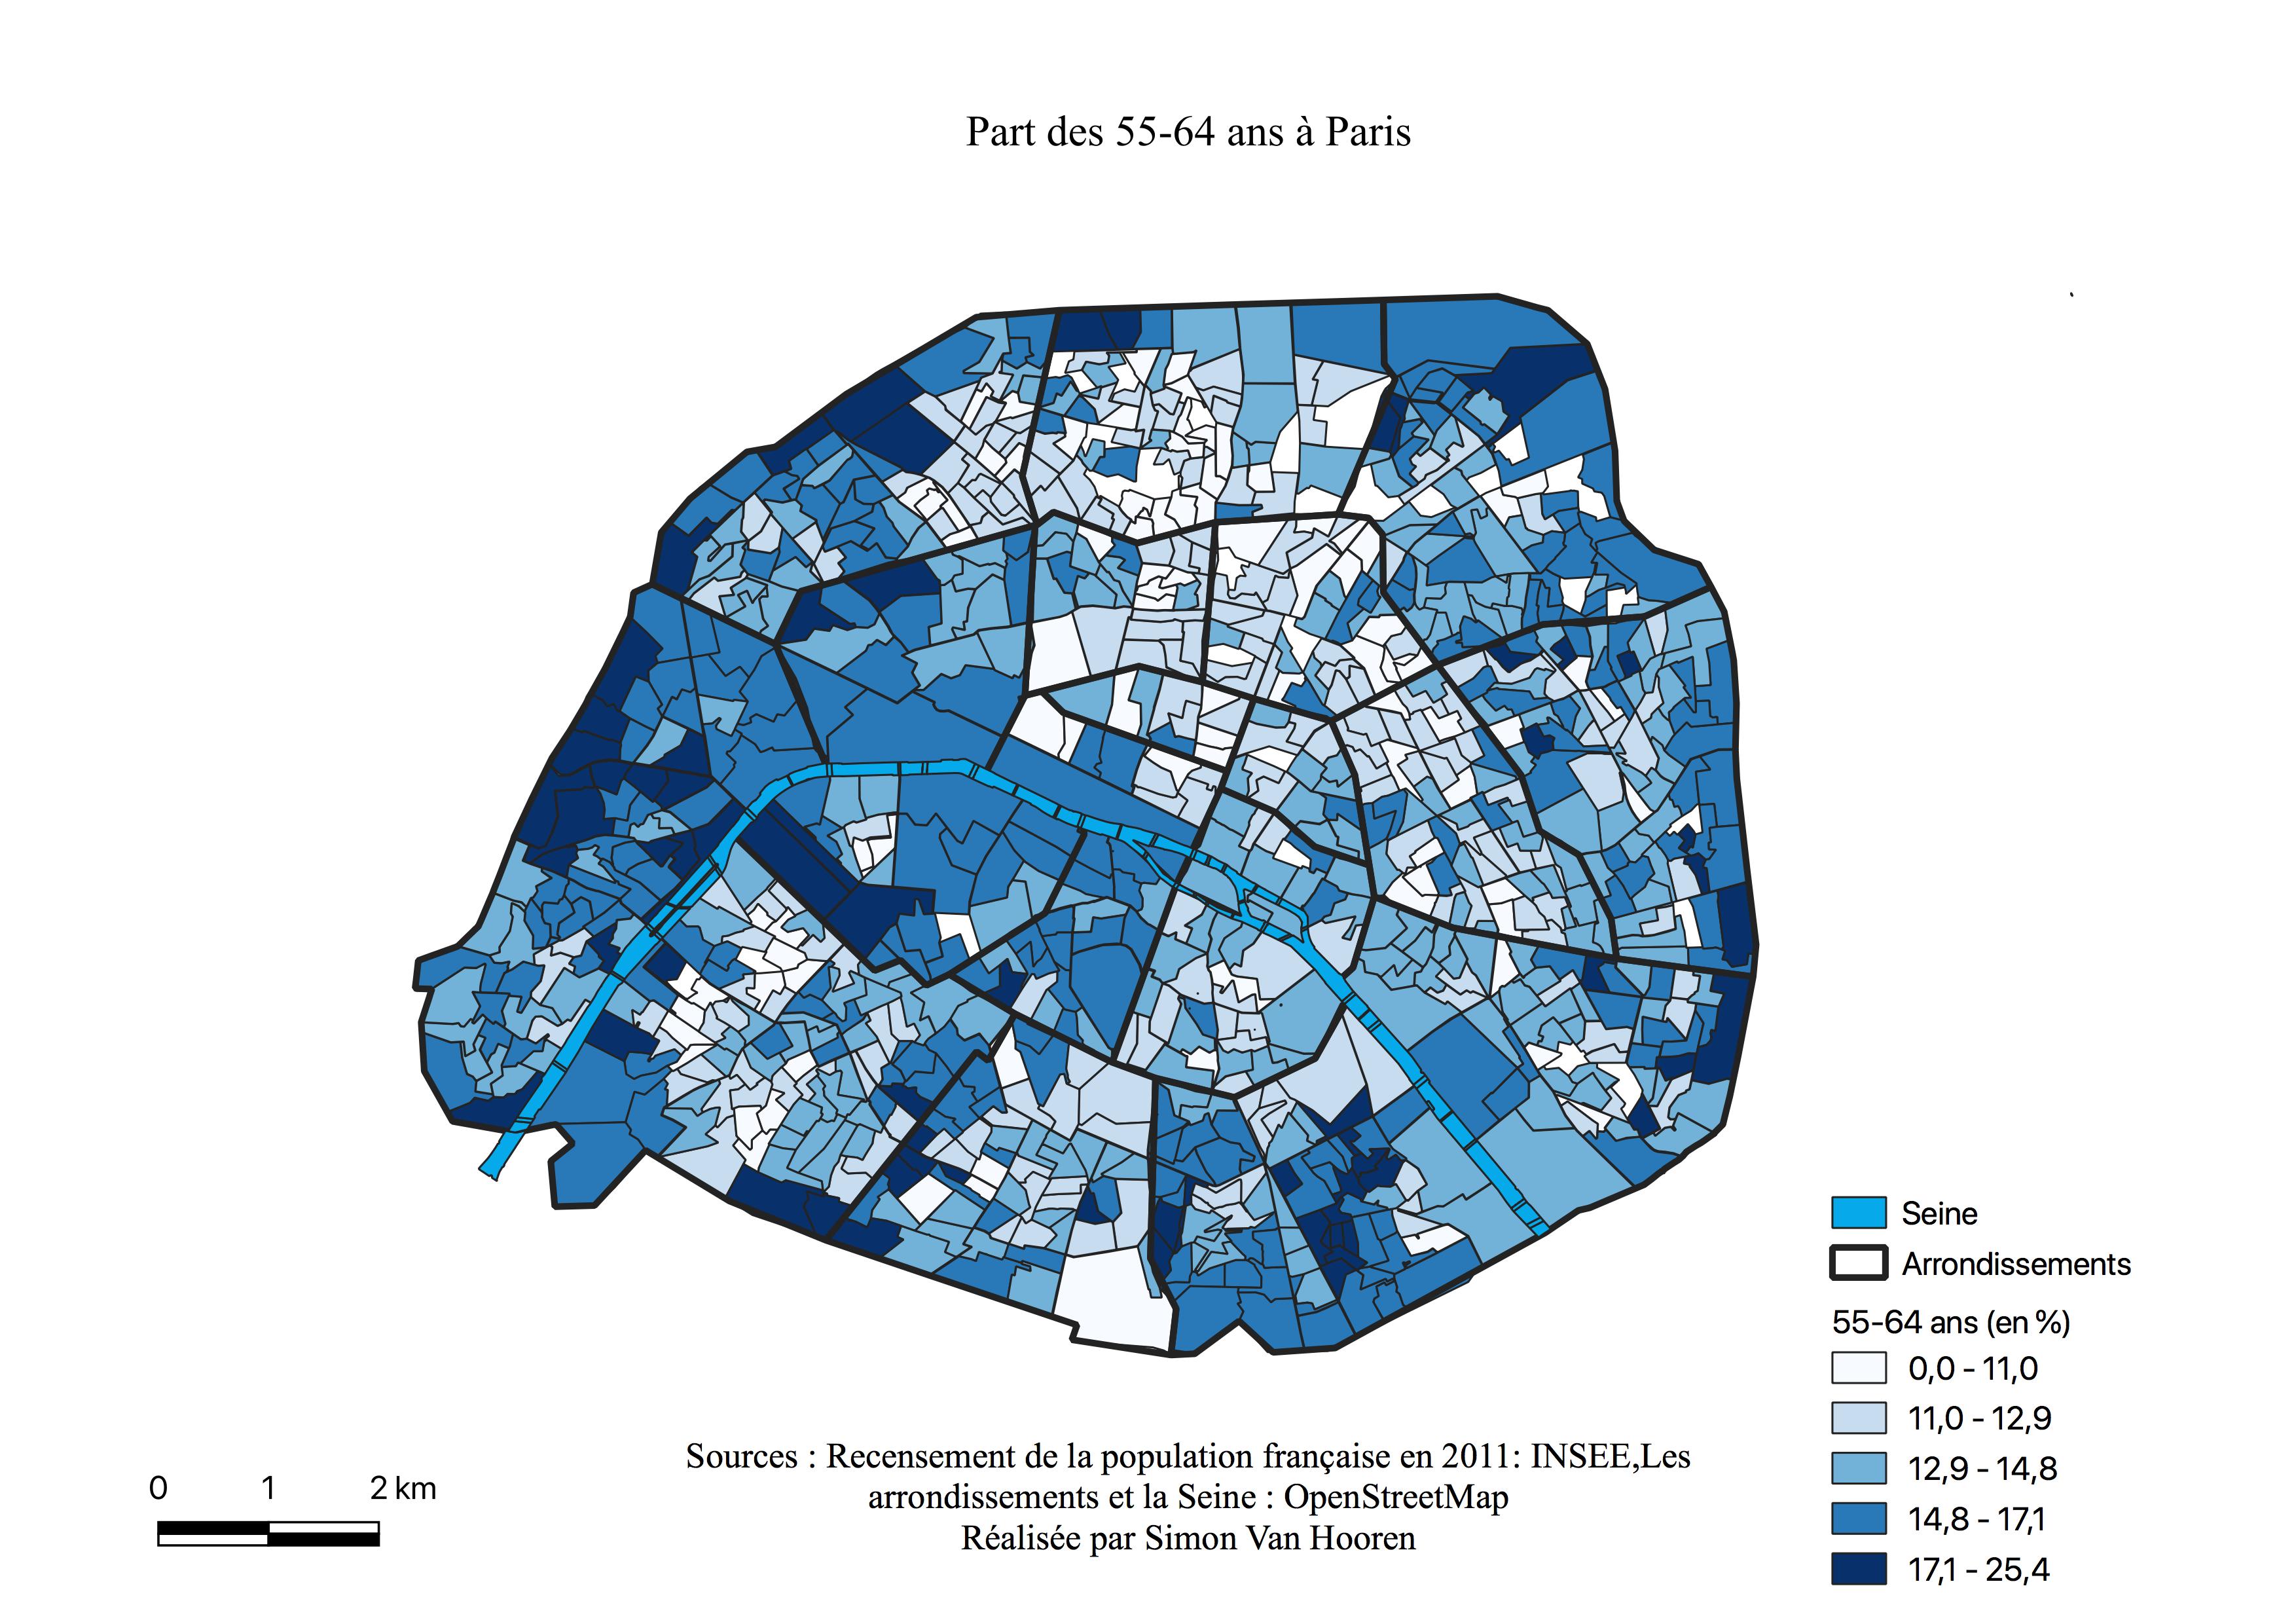 Part des 55-64 ans à Paris
Seine
Arrondissements
55-64 ans (en %)
0,0 - 11,0
11,0 - 12,9
12,9 - 14,8
14,8 - 17,1
17,1 - 25,4
Sources : Recensement de la population française en 2011: INSEE,Les
arrondissements et la Seine : OpenStreetMap
Réalisée par Simon Van Hooren
0 1 2 km